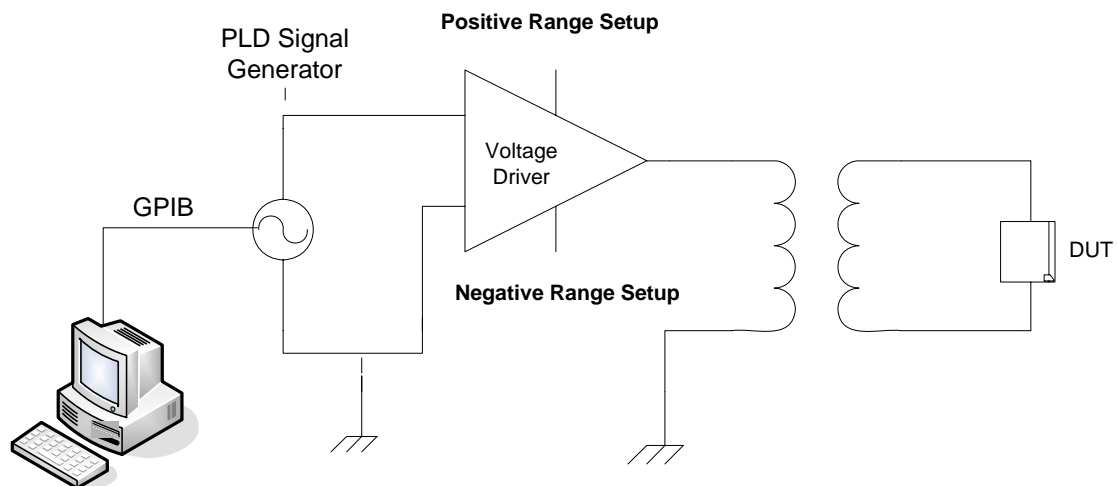 Positive Range Setup
PLD Signal
Generator
Voltage
Driver
GPIB
DUT
Negative Range Setup